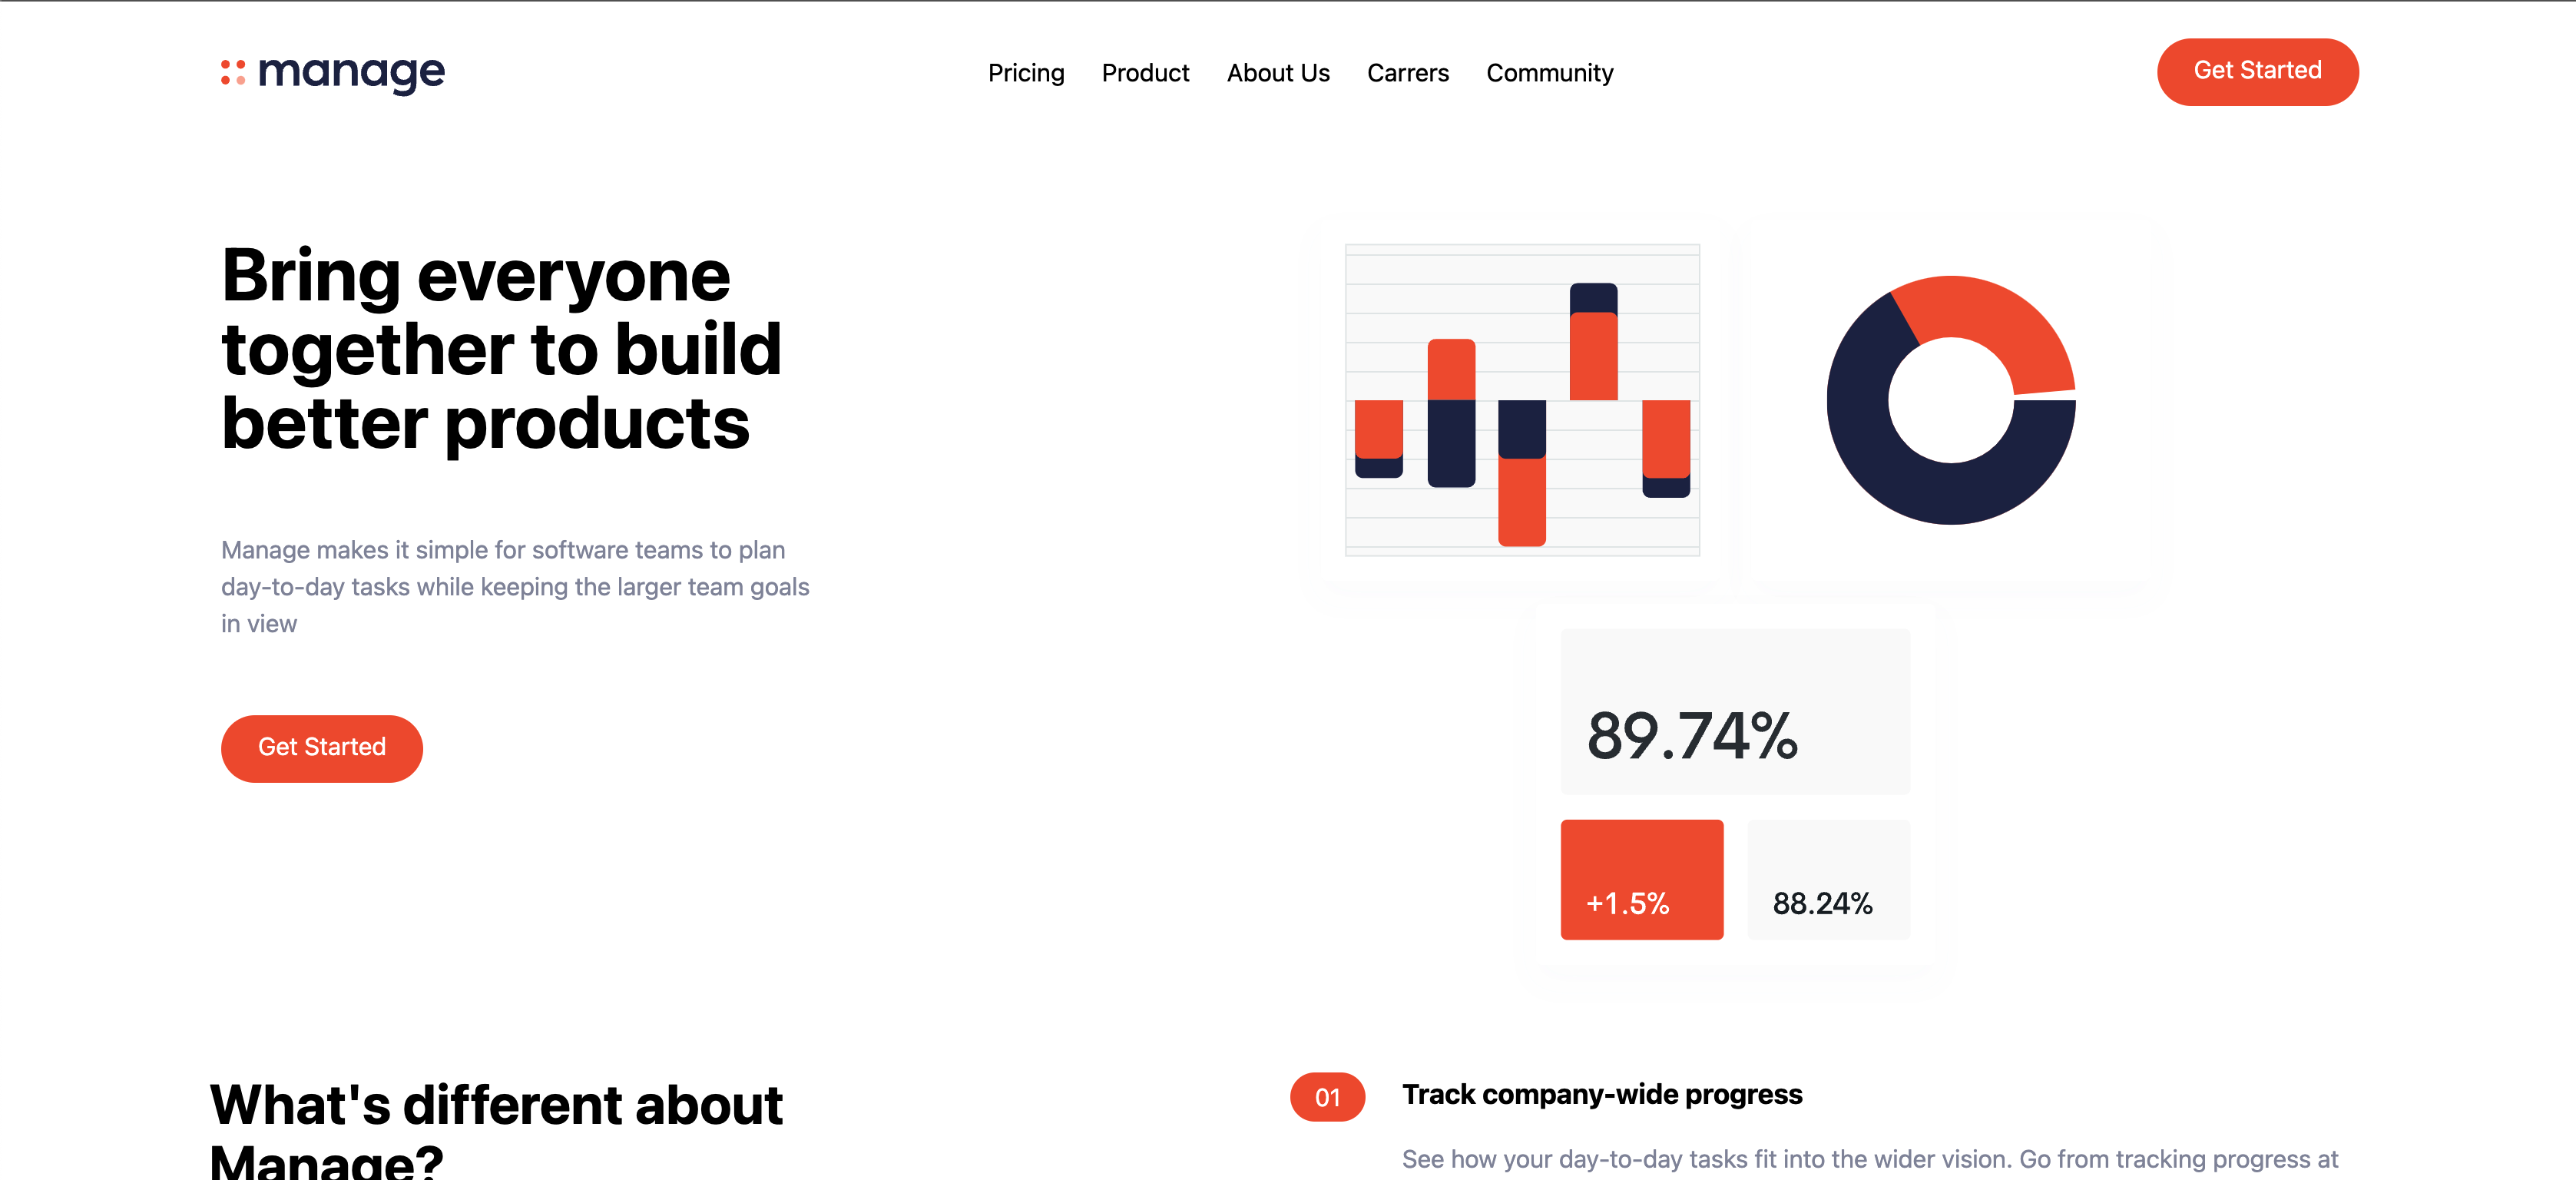 manage
Pricing Product About Us Carrers Community
Get Started
Bring everyone
together to build
better products
Manage makes it simple for software teams to plan
day-to-day tasks while keeping the larger team goals
in view
Get Started
89.74%
+1.5%
88.24%
What's different about
Manage?
01
Track company-wide progress
See how your day-to-day tasks fit into the wider vision. Go from tracking progress at